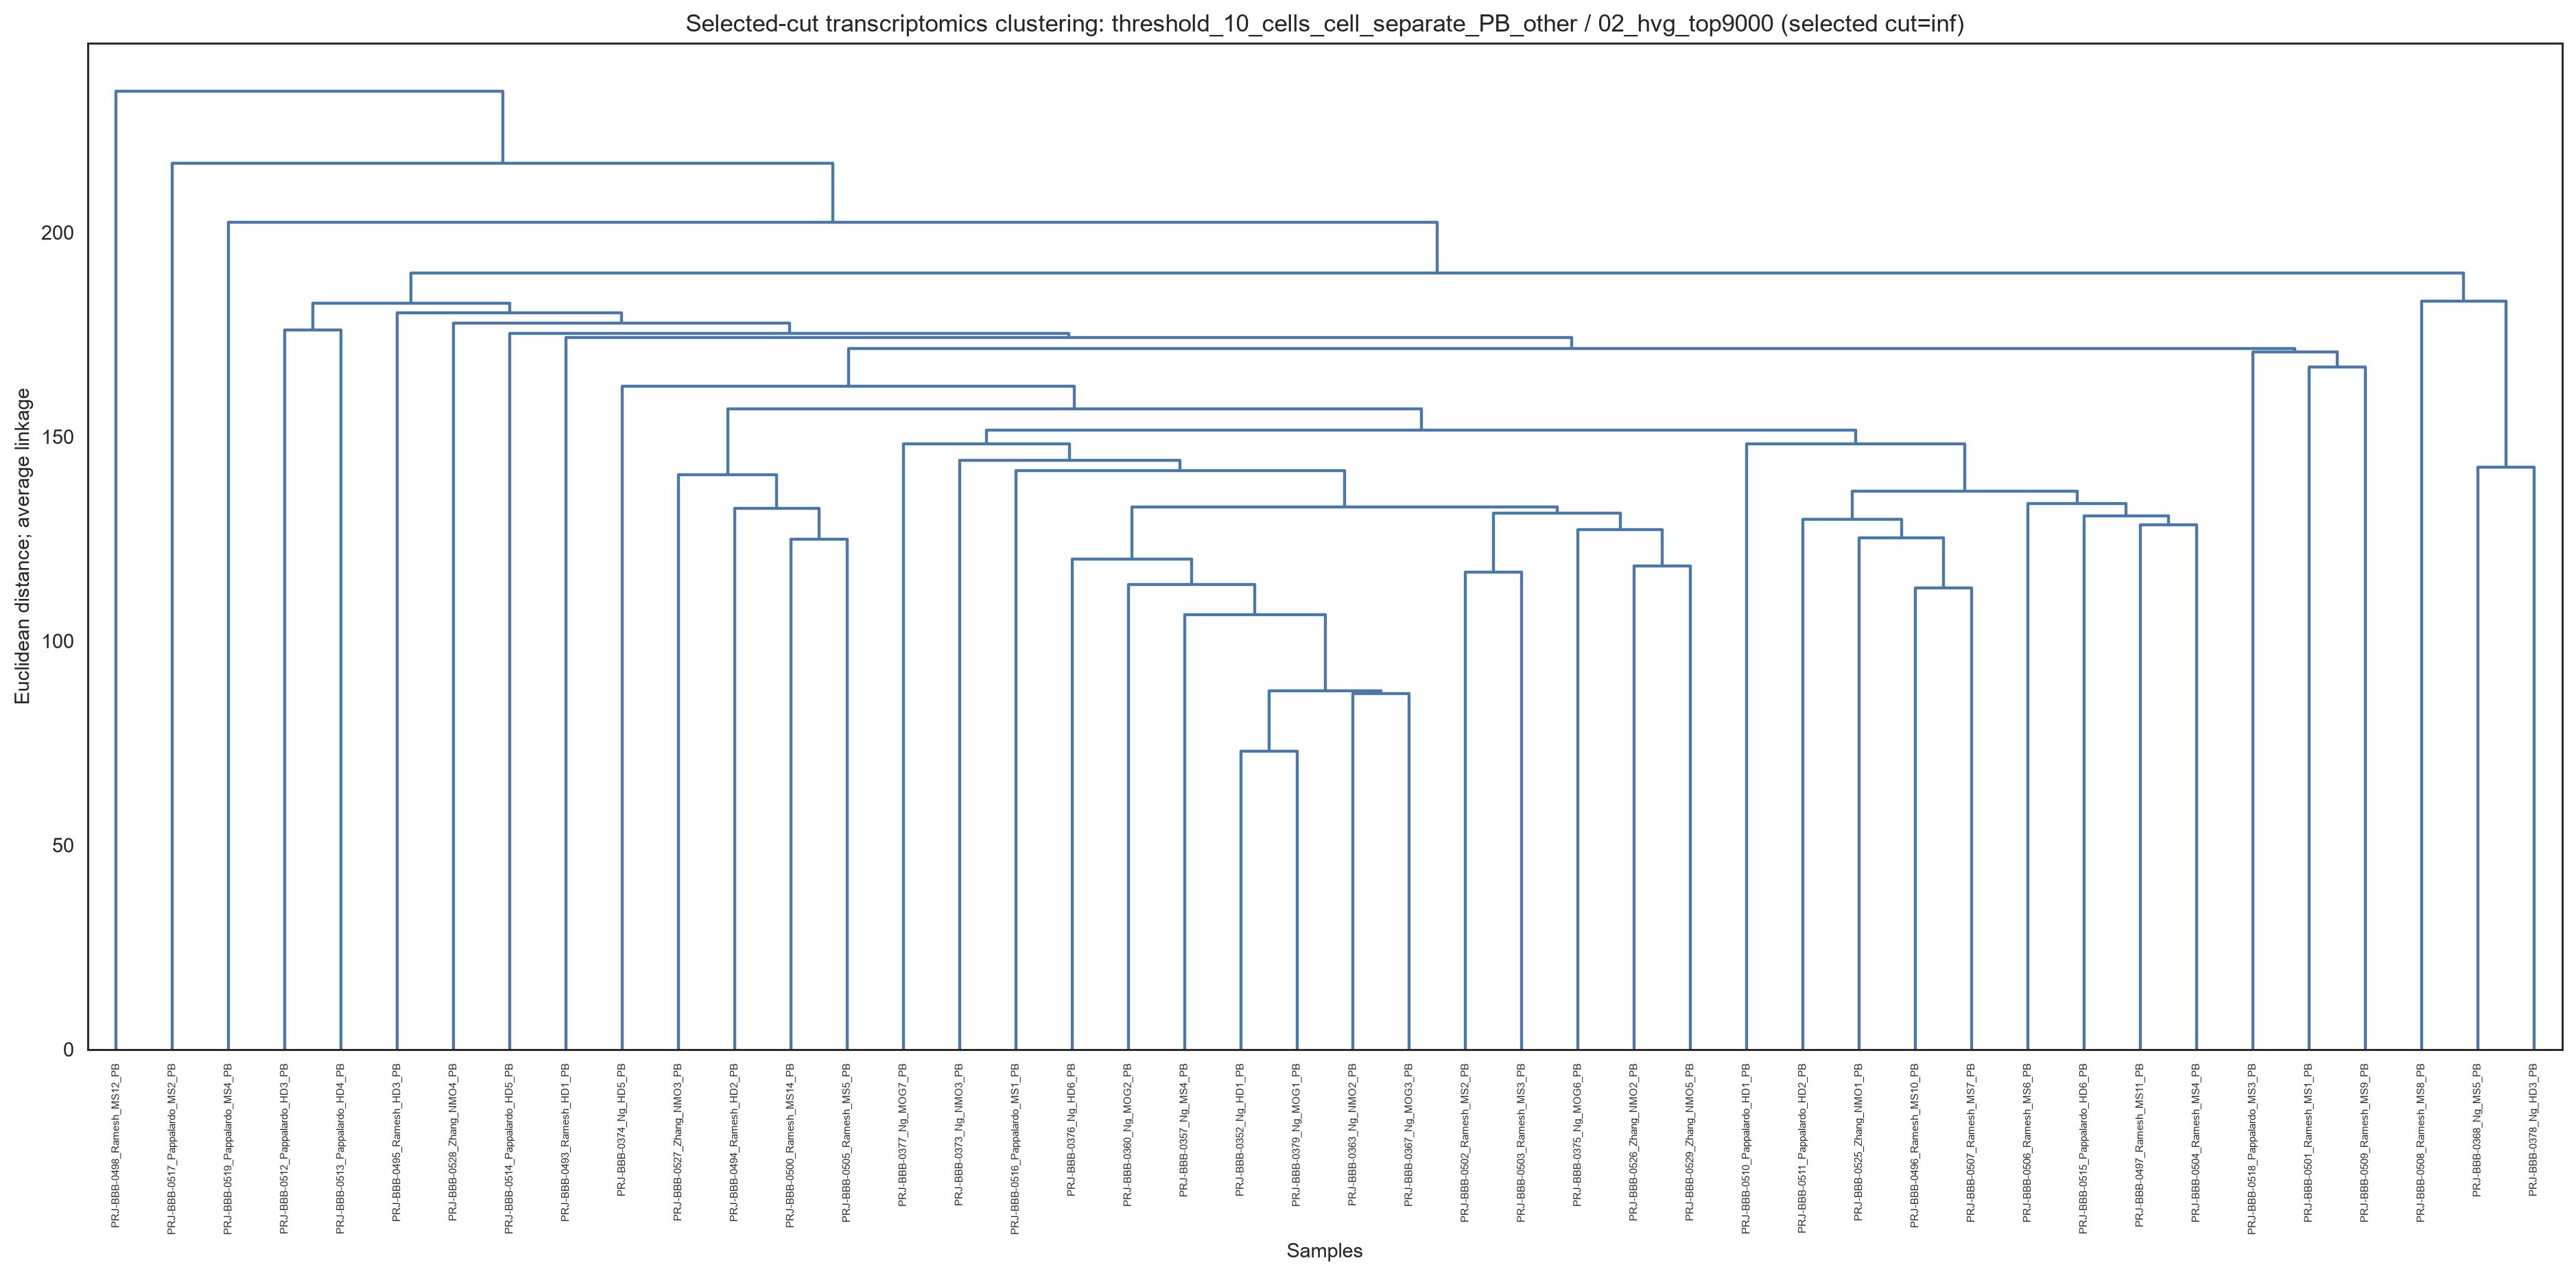 Selected-cut transcriptomics clustering: threshold_10_cells_cell_separate_PB_other / 02_hvg_top9000 (selected cut=inf)
Euclidean distance; average linkage
200
150
100
50
0
PRJ-BBB-0498_Ramesh_MS12_PB
PRJ-BBB-0517_Pappalardo_MS2_PB
PRJ-BBB-0519_Pappalardo_MS4_PB
PRJ-BBB-0512_Pappalardo_HD3_PB
PRJ-BBB-0513_Pappalardo_HD4_PB
PRJ-BBB-0495_Ramesh_HD3_PB
PRJ-BBB-0528_Zhang_NMO4_PB
PRJ-BBB-0514_Pappalardo_HD5_PB
PRJ-BBB-0493_Ramesh_HD1_PB
PRJ-BBB-0374_Ng_HD5_PB
PRJ-BBB-0527_Zhang_NMO3_PB
PRJ-BBB-0494_Ramesh_HD2_PB
PRJ-BBB-0500_Ramesh_MS14_PB
PRJ-BBB-0505_Ramesh_MS5_PB
PRJ-BBB-0377_Ng_MOG7_PB
PRJ-BBB-0373_Ng_NMO3_PB
PRJ-BBB-0516_Pappalardo_MS1_PB
PRJ-BBB-0376_Ng_HD6_PB
PRJ-BBB-0360_Ng_MOG2_PB
PRJ-BBB-0357_Ng_MS4_PB
PRJ-BBB-0352_Ng_HD1_PB
PRJ-BBB-0379_Ng_MOG1_PB
PRJ-BBB-0363_Ng_NMO2_PB
PRJ-BBB-0367_Ng_MOG3_PB
PRJ-BBB-0502_Ramesh_MS2_PB
PRJ-BBB-0503_Ramesh_MS3_PB
PRJ-BBB-0375_Ng_MOG6_PB
PRJ-BBB-0526_Zhang_NMO2_PB
PRJ-BBB-0529_Zhang_NMO5_PB
PRJ-BBB-0510_Pappalardo_HD1_PB
PRJ-BBB-0511_Pappalardo_HD2_PB
PRJ-BBB-0525_Zhang_NMO1_PB
PRJ-BBB-0496_Ramesh_MS10_PB
PRJ-BBB-0507_Ramesh_MS7_PB
PRJ-BBB-0506_Ramesh_MS6_PB
PRJ-BBB-0515_Pappalardo_HD6_PB
PRJ-BBB-0497_Ramesh_MS11_PB
PRJ-BBB-0504_Ramesh_MS4_PB
PRJ-BBB-0518_Pappalardo_MS3_PB
PRJ-BBB-0501_Ramesh_MS1_PB
PRJ-BBB-0509_Ramesh_MS9_PB
PRJ-BBB-0508_Ramesh_MS8_PB
PRJ-BBB-0368_Ng_MS5_PB
PRJ-BBB-0378_Ng_HD3_PB
Samples